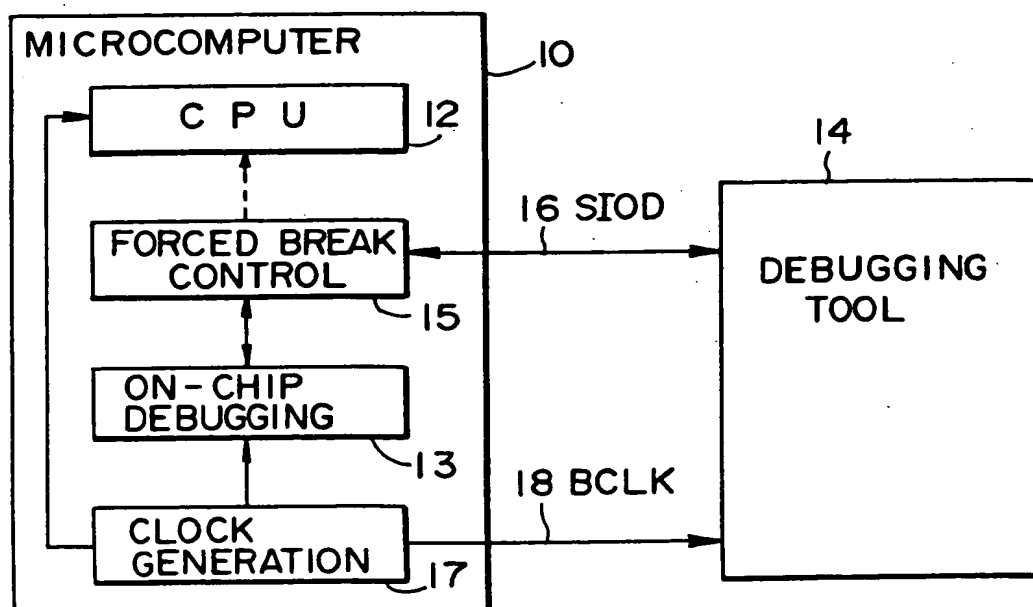 MICROCOMPUTER
10
CPU
12
14
16 SIOD
FORCED BREAK
CONTROL
15
DEBUGGING
TOOL
ON-CHIP
DEBUGGING
13
18 BCLK
CLOCK
GENERATION
17